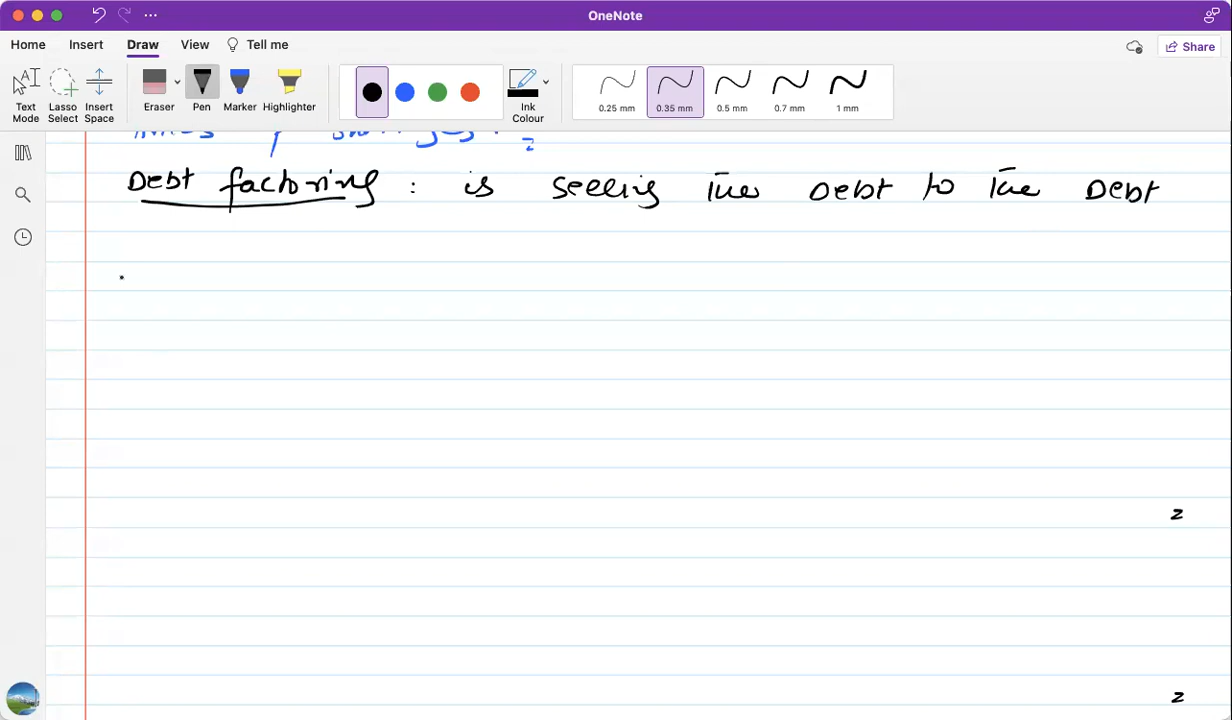 OneNote
Home Insert Draw View Tell me Share
Text Mode
Lasso Select
Insert Space
Eraser
Pen
Marker
Highlighter
Ink Colour
0.25 mm
0.35 mm
0.5 mm
0.7 mm
1 mm
Debt factoring : is selling The Debt to The Debt
z
z